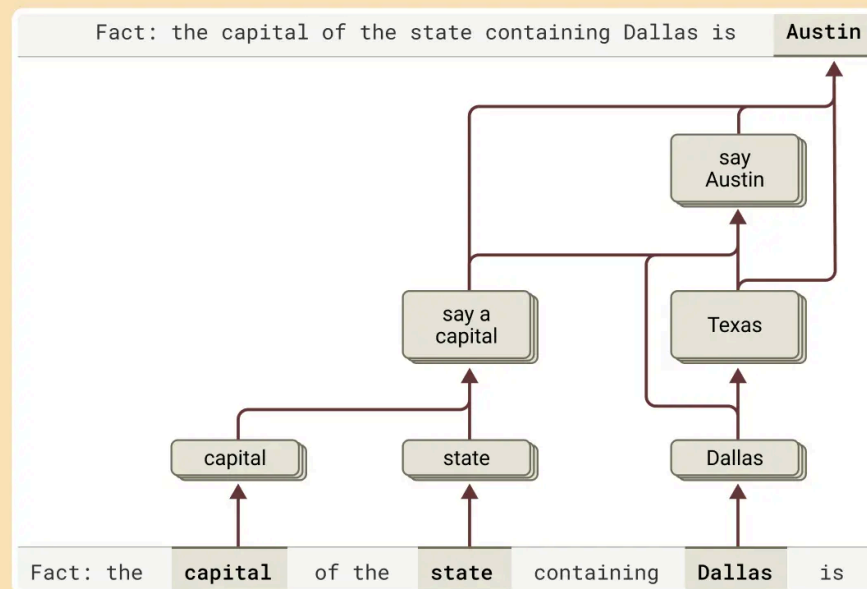 Fact: the capital of the state containing Dallas is Austin
say
Austin
say a
capital
Texas
capital
state
Dallas
Fact: the capital of the state containing Dallas is